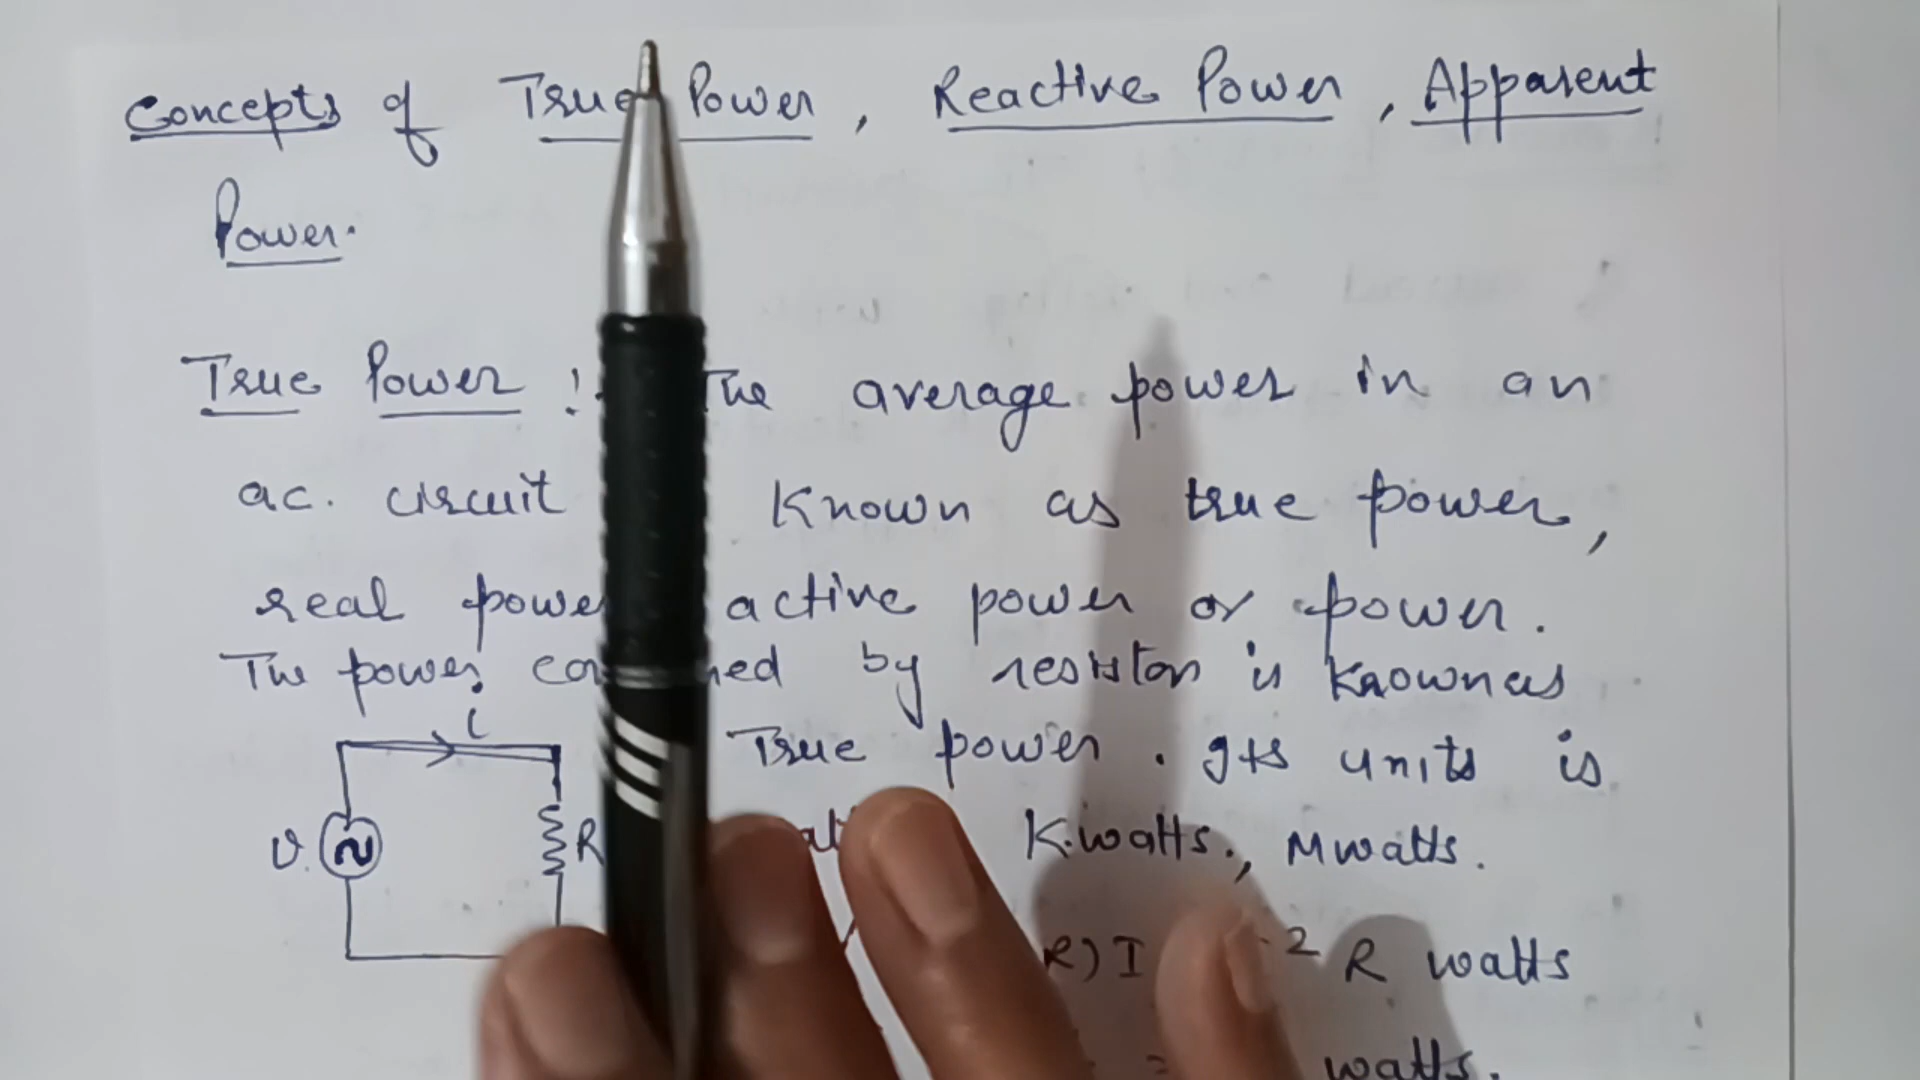 Concepts of True Power, Reactive Power, Apparent
Power.
True Power :- The average power in an
ac. circuit known as true power,
real power active power or power.
The power by resistor is known as
i
True power. Its units is
v R Kwatts., Mwatts.
R) I 2 R watts
= watts.